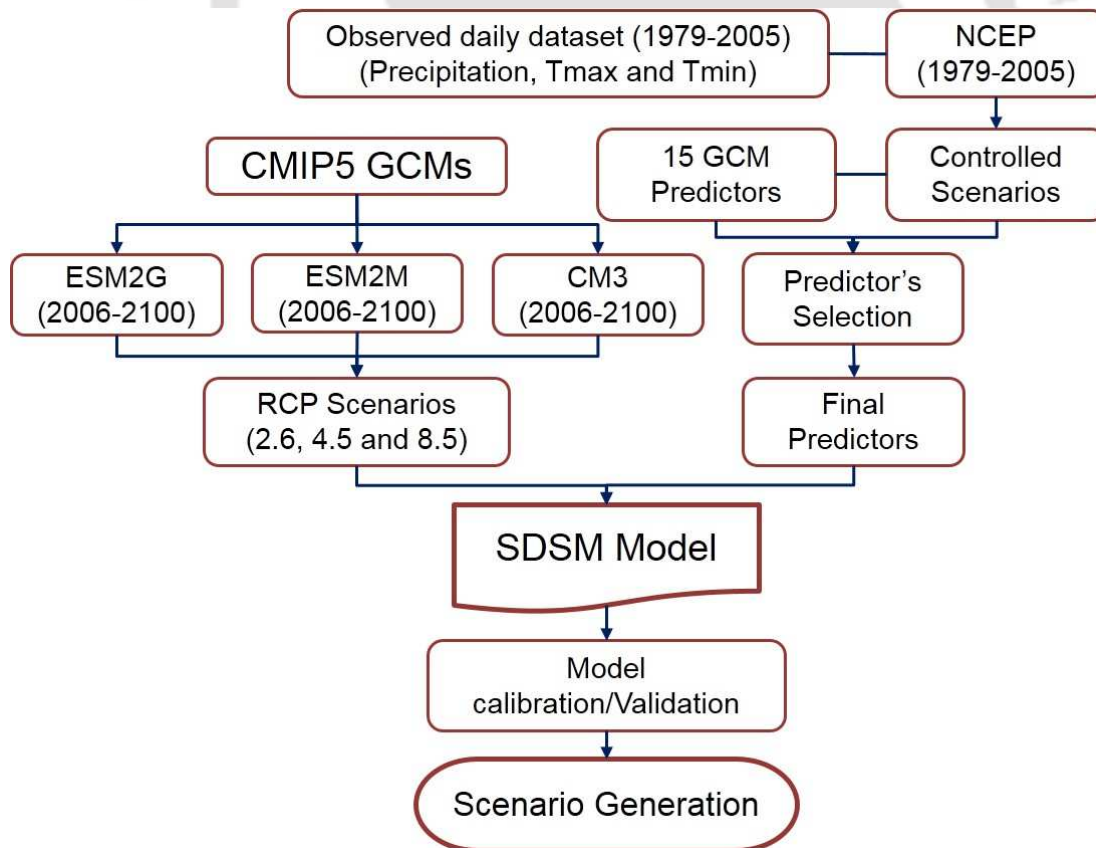 Observed daily dataset (1979-2005)
(Precipitation, Tmax and Tmin)
NCEP
(1979-2005)
CMIP5 GCMs
15 GCM
Predictors
Controlled
Scenarios
ESM2G
(2006-2100)
ESM2M
(2006-2100)
CM3
(2006-2100)
Predictor's
Selection
RCP Scenarios
(2.6, 4.5 and 8.5)
Final
Predictors
SDSM Model
Model
calibration/Validation
Scenario Generation